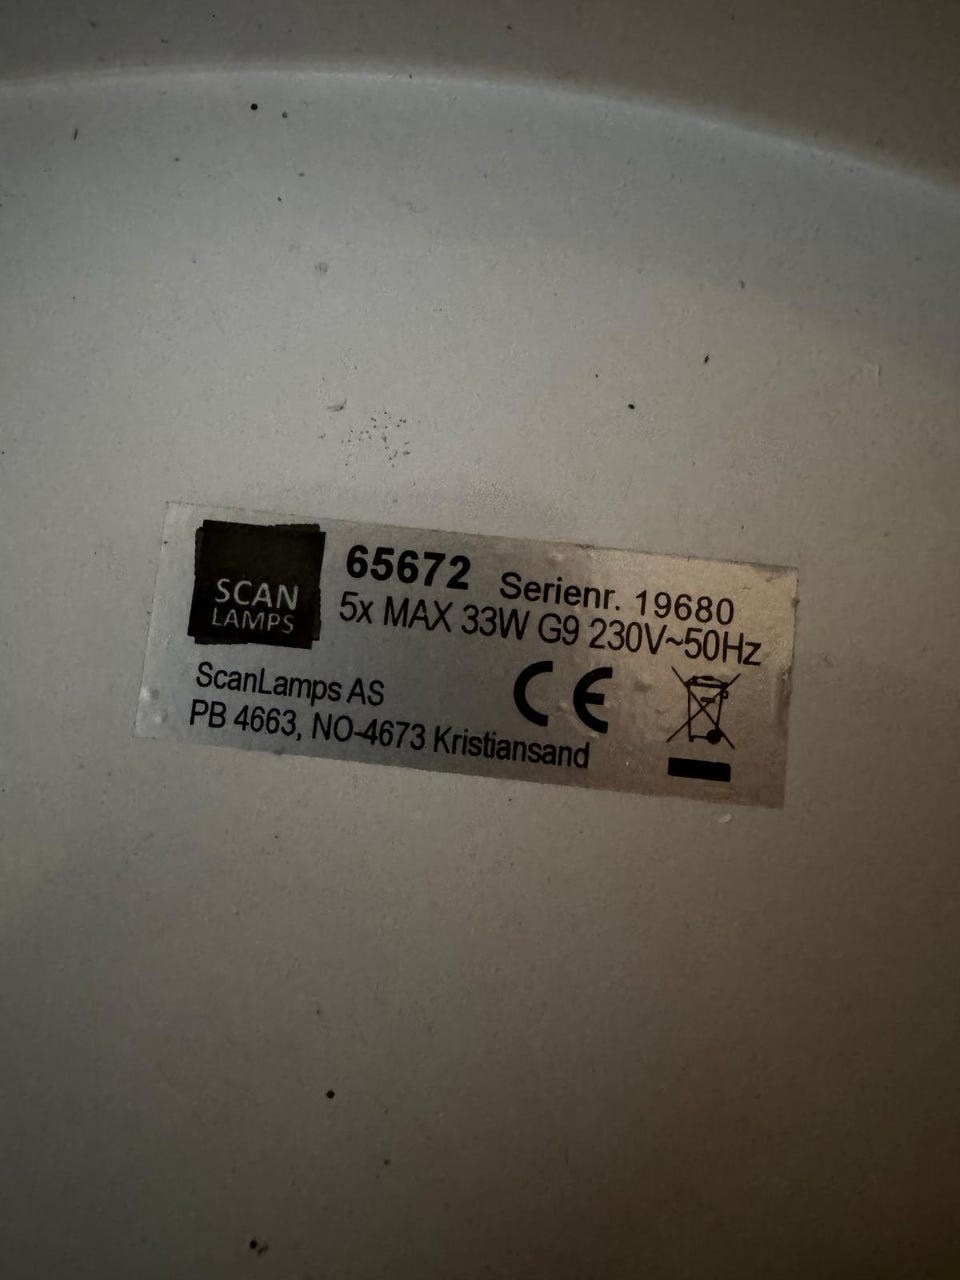 SCAN
LAMPS
65672 Serienr. 19680
5x MAX 33W G9 230V~50Hz
ScanLamps AS
PB 4663, NO-4673 Kristiansand
CE